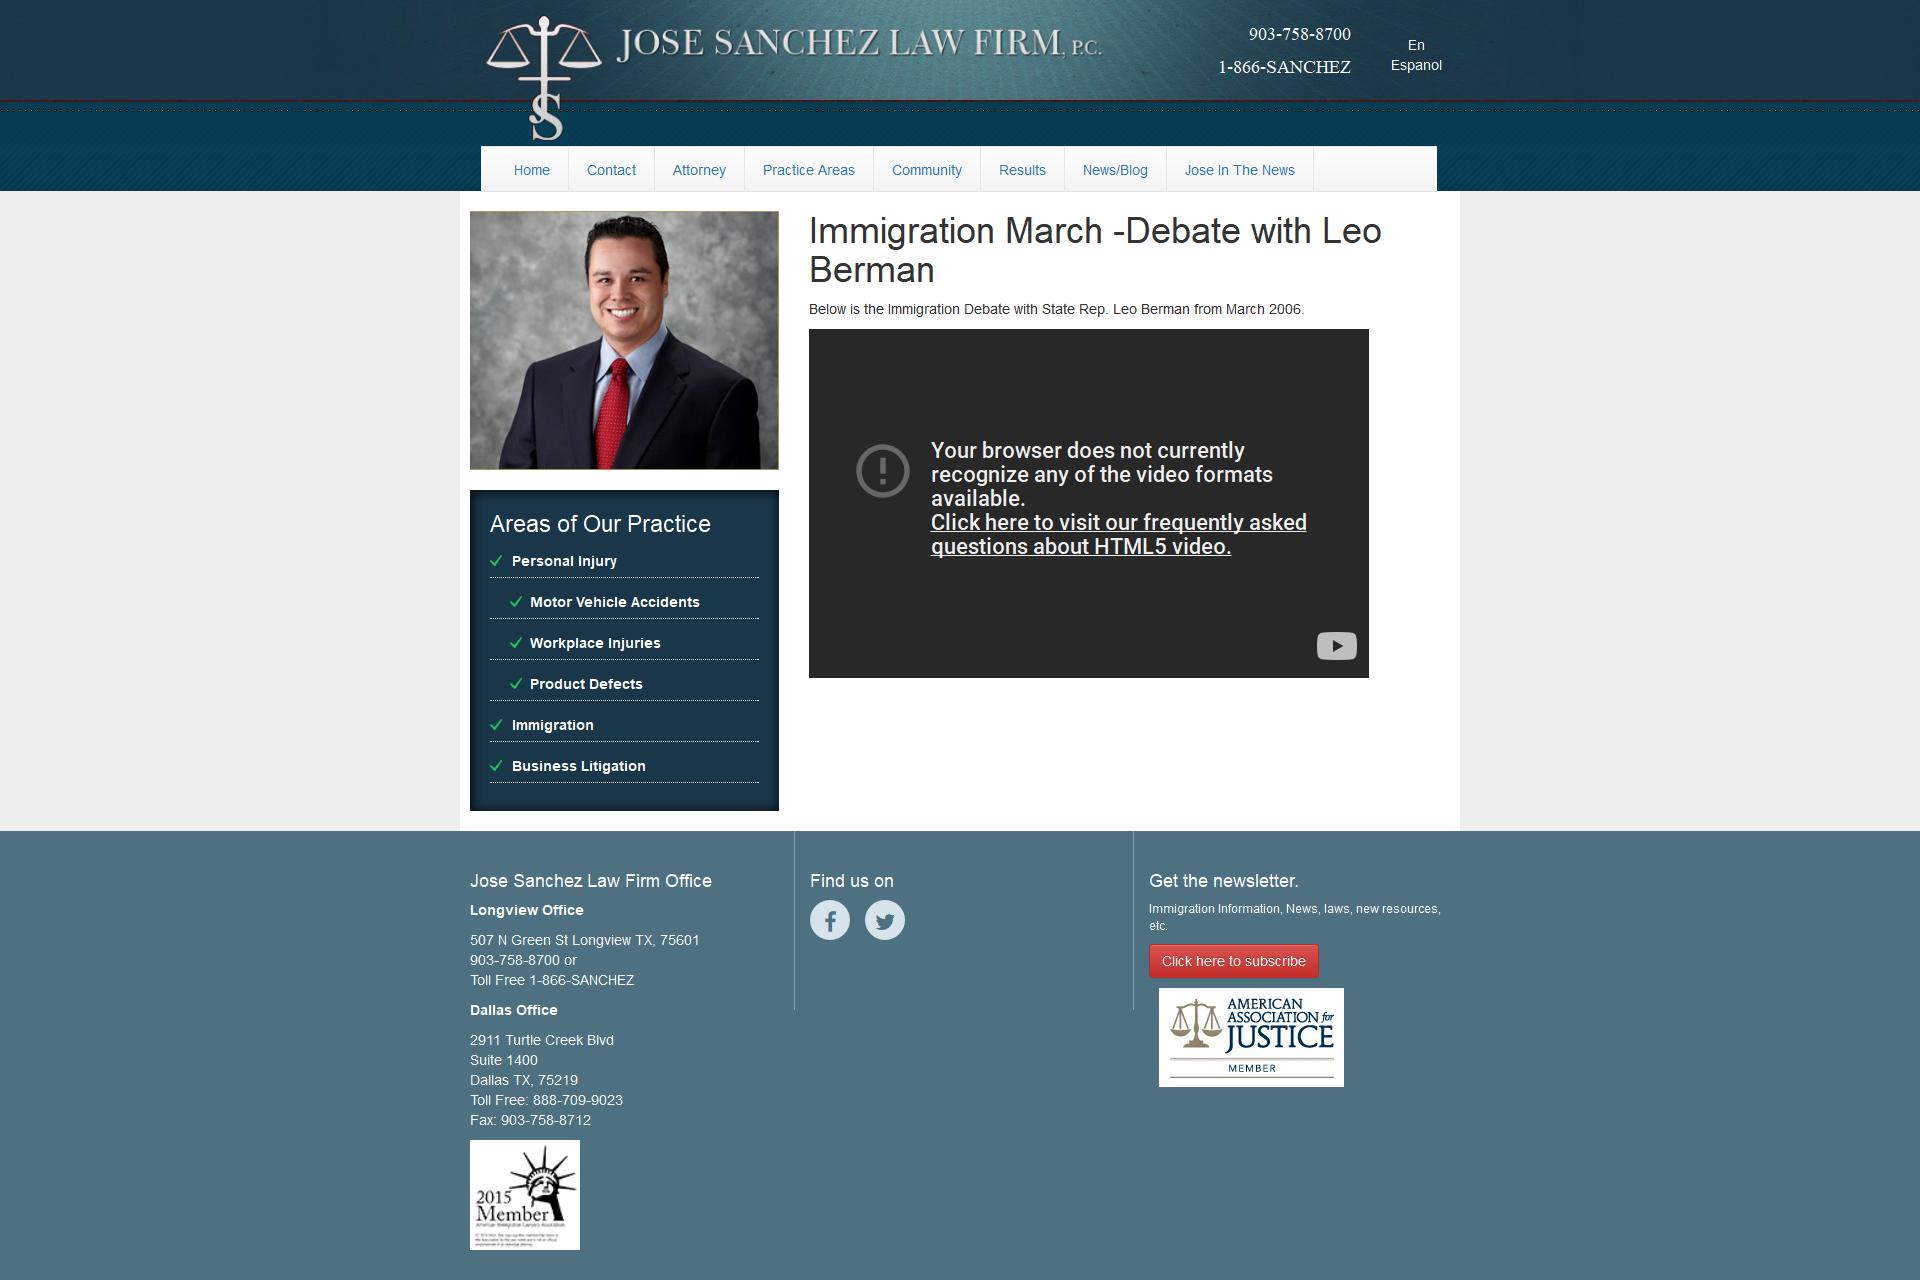 JOSE SANCHEZ LAW FIRM, P.C.
903-758-8700
1-866-SANCHEZ
En
Espanol
JS
Home
Contact
Attorney
Practice Areas
Community
Results
News/Blog
Jose In The News
Immigration March -Debate with Leo
Berman
Below is the Immigration Debate with State Rep. Leo Berman from March 2006.
Your browser does not currently
recognize any of the video formats
available.
Click here to visit our frequently asked
questions about HTML5 video.
Areas of Our Practice
Personal Injury
Motor Vehicle Accidents
Workplace Injuries
Product Defects
Immigration
Business Litigation
Jose Sanchez Law Firm Office
Longview Office
507 N Green St Longview TX, 75601
903-758-8700 or
Toll Free 1-866-SANCHEZ
Dallas Office
2911 Turtle Creek Blvd
Suite 1400
Dallas TX, 75219
Toll Free: 888-709-9023
Fax: 903-758-8712
2015
Member
American Immigration Lawyers Association
Find us on
Get the newsletter.
Immigration Information, News, laws, new resources,
etc.
Click here to subscribe
AMERICAN
ASSOCIATION for
JUSTICE
MEMBER